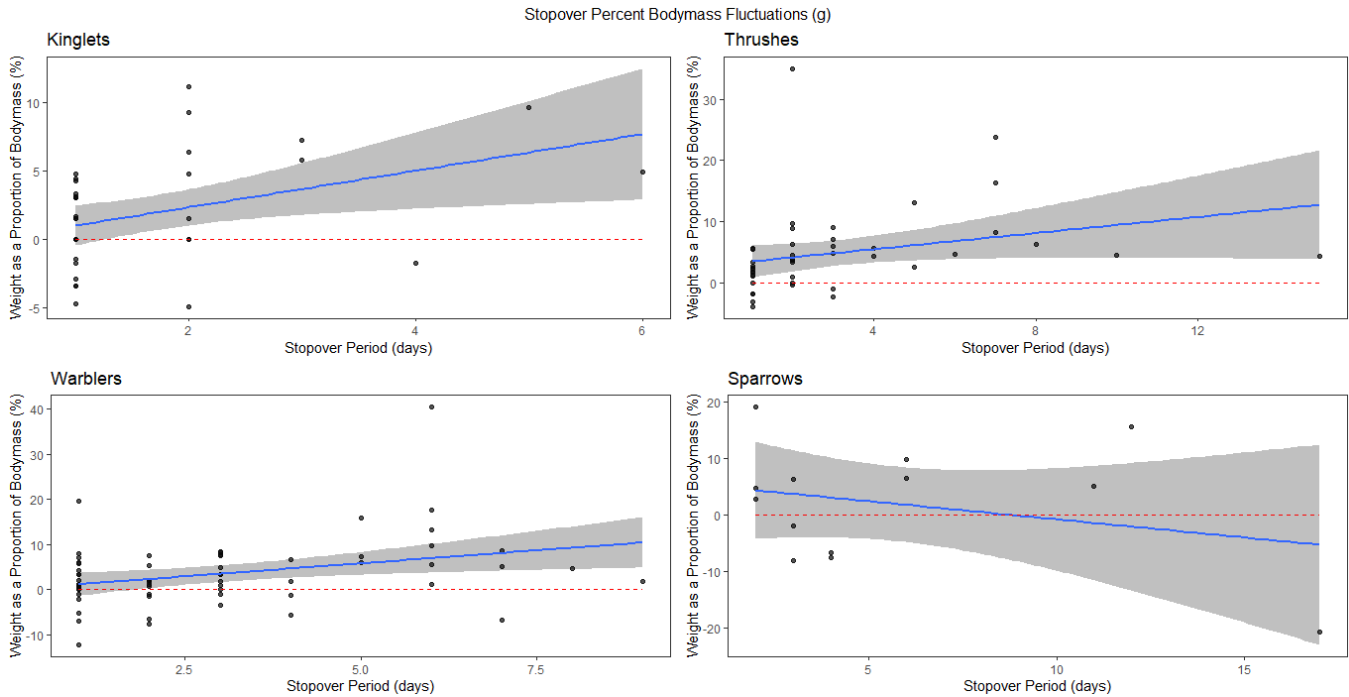 Stopover Percent Bodymass Fluctuations (g)
Kinglets
Weight as a Proportion of Bodymass (%)
10
5
0
-5
2
4
6
Stopover Period (days)
Thrushes
Weight as a Proportion of Bodymass (%)
30
20
10
0
4
8
12
Stopover Period (days)
Warblers
Weight as a Proportion of Bodymass (%)
40
30
20
10
0
-10
2.5
5.0
7.5
Stopover Period (days)
Sparrows
Weight as a Proportion of Bodymass (%)
20
10
0
-10
-20
5
10
15
Stopover Period (days)